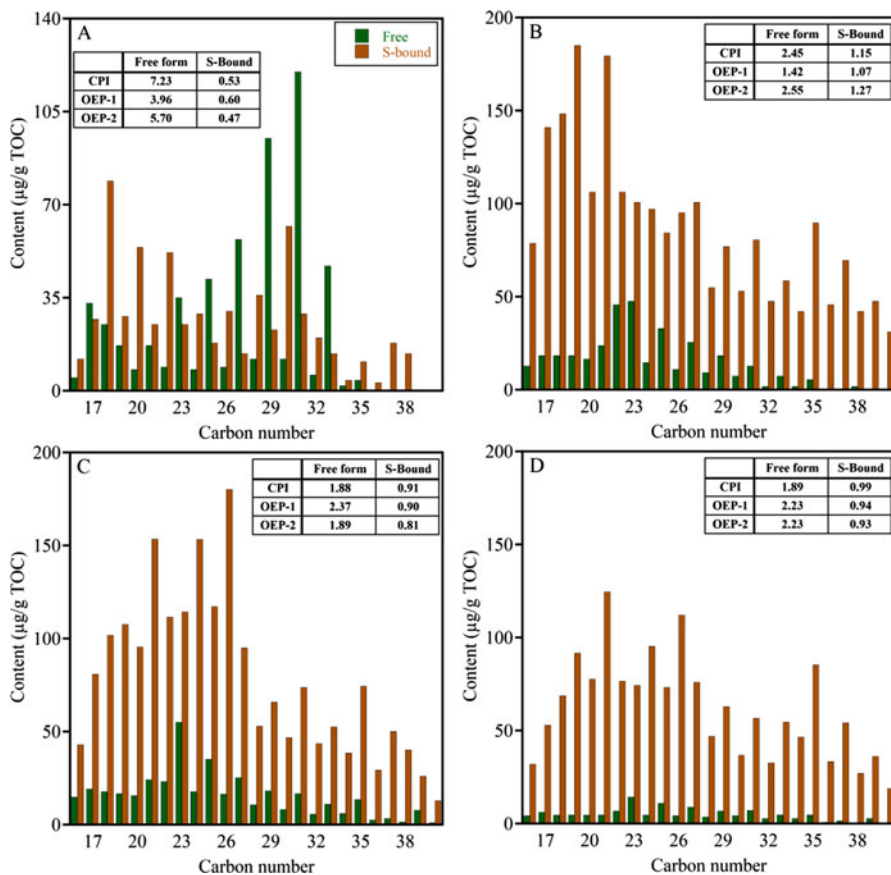 A
Free
S-bound
Free form S-Bound
CPI 7.23 0.53
OEP-1 3.96 0.60
OEP-2 5.70 0.47
140
105
70
35
0
Content (µg/g TOC)
17 20 23 26 29 32 35 38
Carbon number
B
Free form S-Bound
CPI 2.45 1.15
OEP-1 1.42 1.07
OEP-2 2.55 1.27
200
150
100
50
0
Content (µg/g TOC)
17 20 23 26 29 32 35 38
Carbon number
C
Free form S-Bound
CPI 1.88 0.91
OEP-1 2.37 0.90
OEP-2 1.89 0.81
200
150
100
50
0
Content (µg/g TOC)
17 20 23 26 29 32 35 38
Carbon number
D
Free form S-Bound
CPI 1.89 0.99
OEP-1 2.23 0.94
OEP-2 2.23 0.93
200
150
100
50
0
Content (µg/g TOC)
17 20 23 26 29 32 35 38
Carbon number